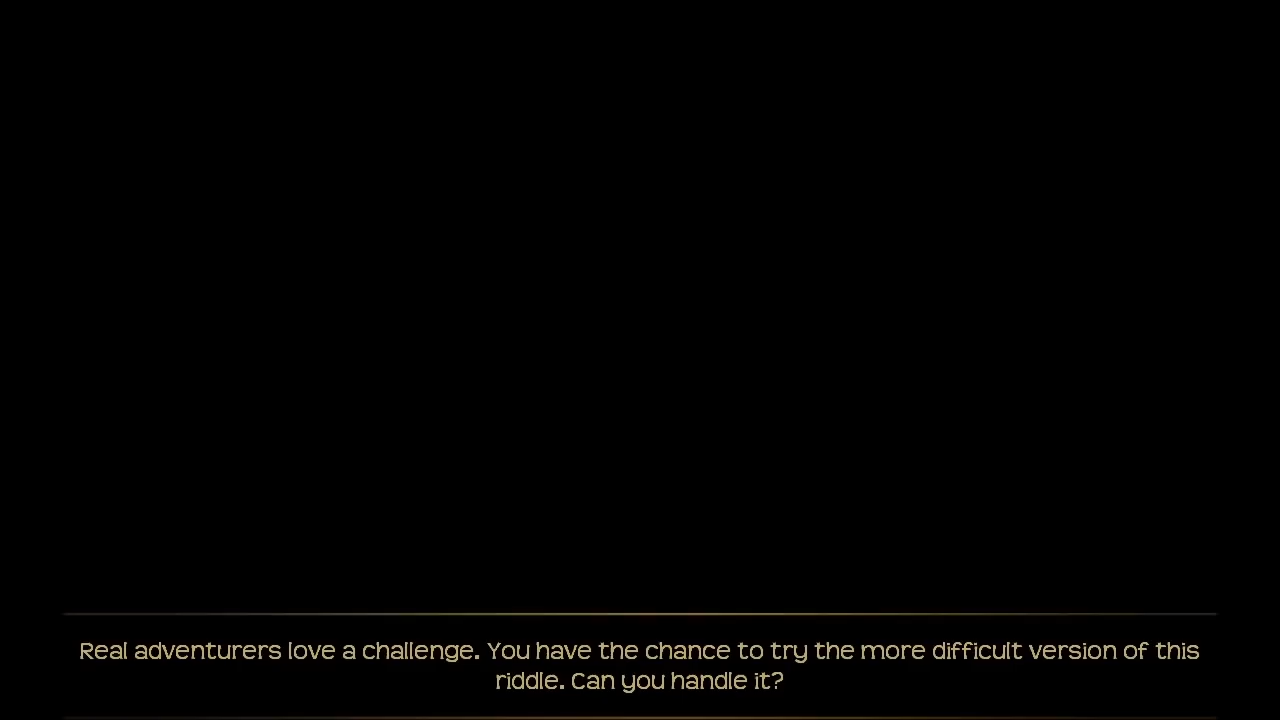 Real adventurers love a challenge. You have the chance to try the more difficult version of this
riddle. Can you handle it?